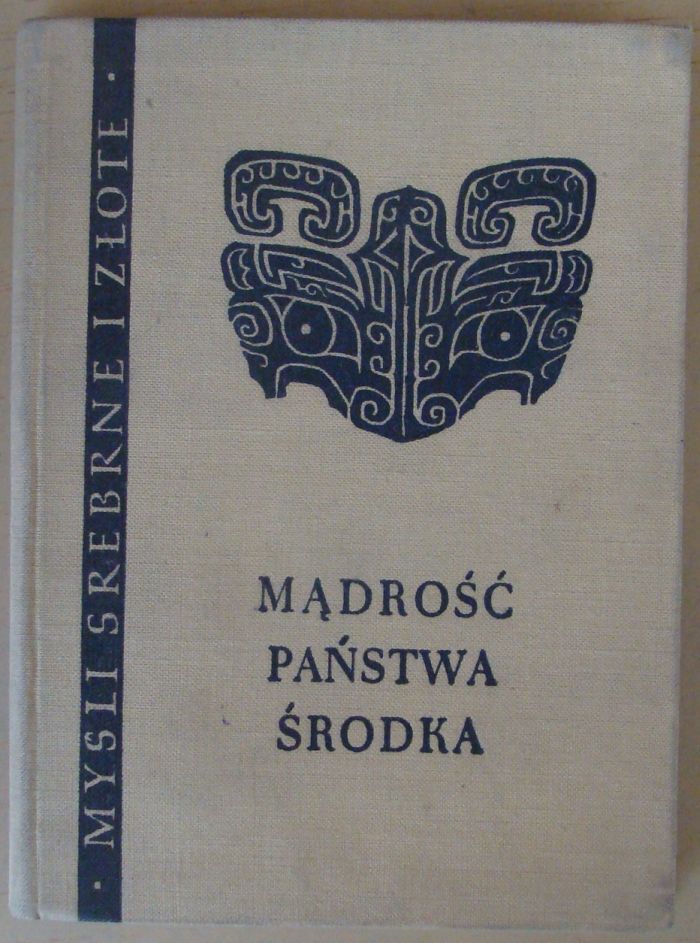 · MYŚLI SREBRNE I ZŁOTE ·
MĄDROŚĆ
PAŃSTWA
ŚRODKA